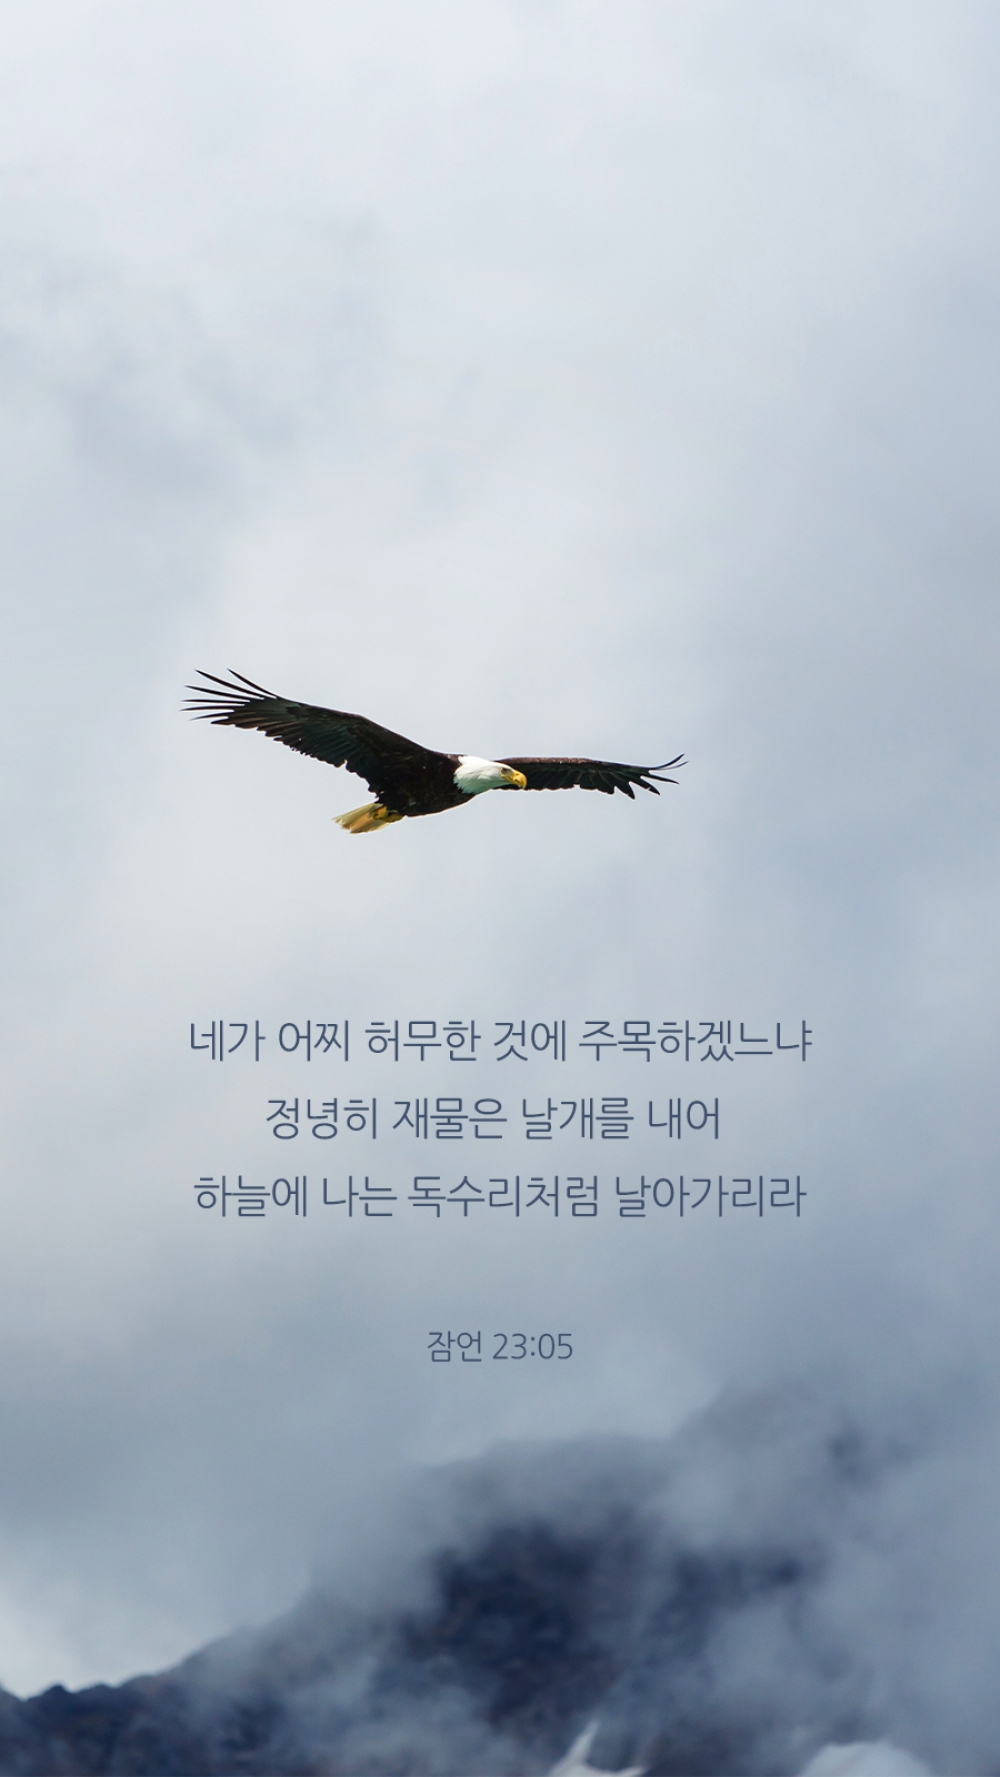 네가 어찌 허무한 것에 주목하겠느냐
정녕히 재물은 날개를 내어
하늘에 나는 독수리처럼 날아가리라
잠언 23:05